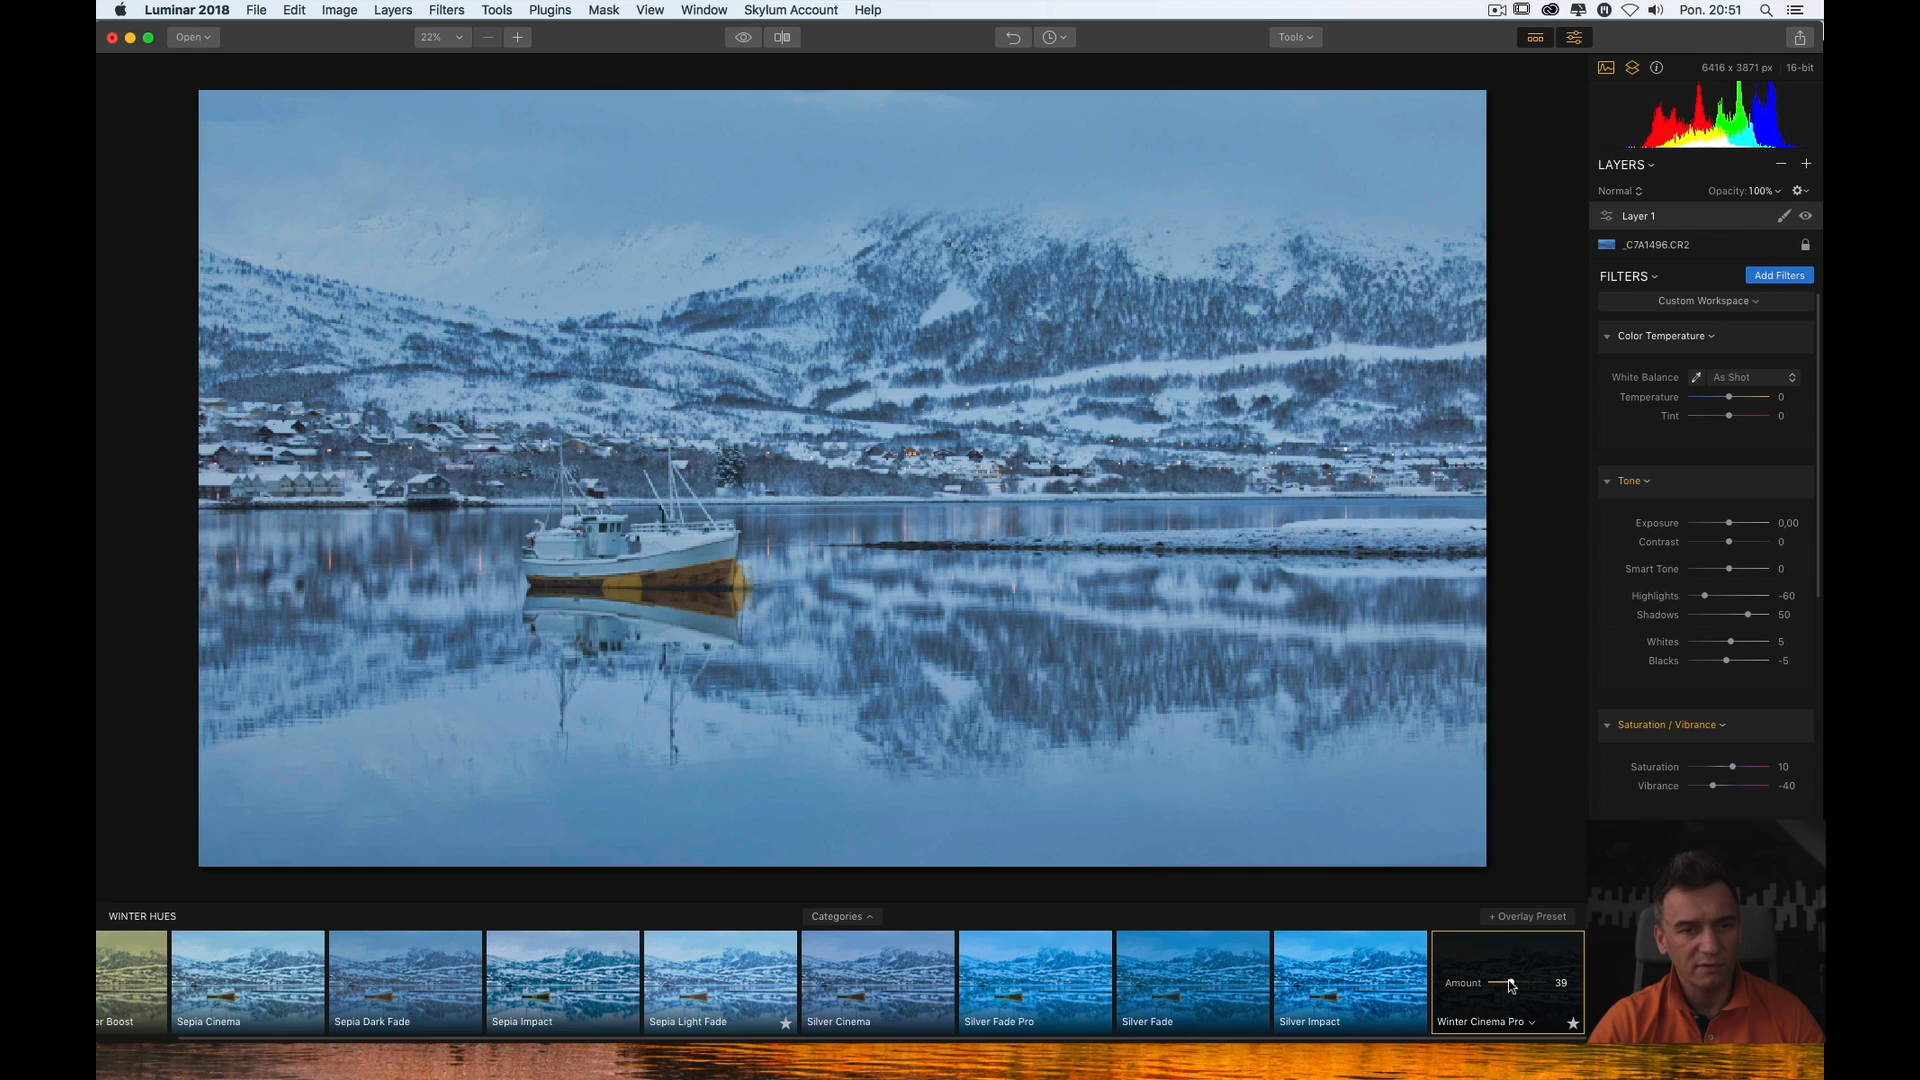 Luminar 2018 File Edit Image Layers Filters Tools Plugins Mask View Window Skylum Account Help Pon. 20:51
Open 22% Tools
6416 x 3871 px 16-bit
LAYERS
Normal Opacity: 100%
Layer 1
_C7A1496.CR2
FILTERS Add Filters
Custom Workspace
Color Temperature
White Balance As Shot
Temperature 0
Tint 0
Tone
Exposure 0,00
Contrast 0
Smart Tone 0
Highlights -60
Shadows 50
Whites 5
Blacks -5
Saturation / Vibrance
Saturation 10
Vibrance -40
WINTER HUES Categories + Overlay Preset
Amount 39
er Boost Sepia Cinema Sepia Dark Fade Sepia Impact Sepia Light Fade Silver Cinema Silver Fade Pro Silver Fade Silver Impact Winter Cinema Pro